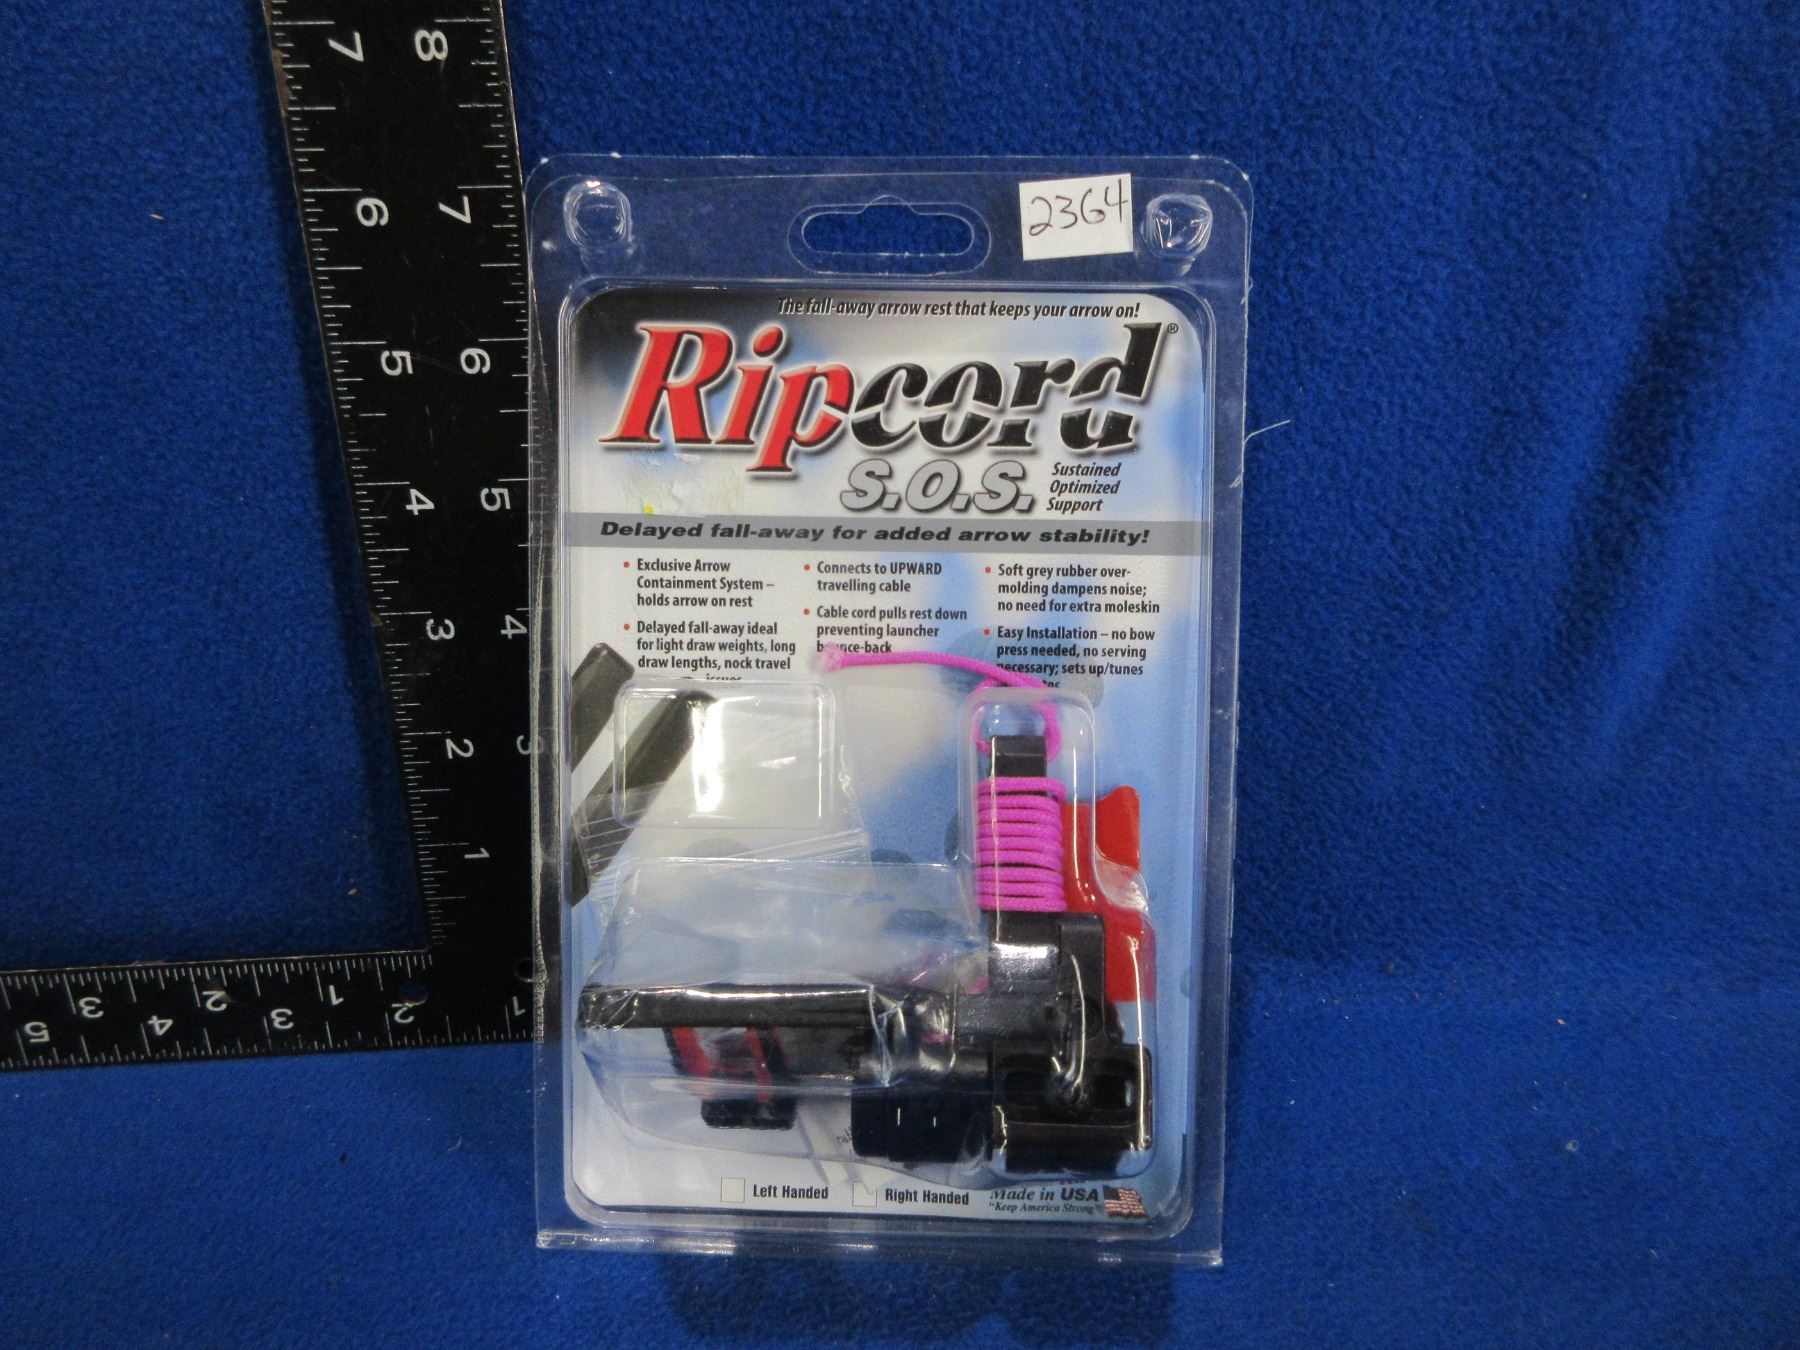 7 8
6 7
5 6
4 5
3 4
2 3
1
3 2 1
5 4 3 2 1
2364
The fall-away arrow rest that keeps your arrow on!
Ripcord®
S.O.S.
Sustained
Optimized
Support
Delayed fall-away for added arrow stability!
• Exclusive Arrow
Containment System –
holds arrow on rest
• Delayed fall-away ideal
for light draw weights, long
draw lengths, nock travel
issues
• Connects to UPWARD
travelling cable
• Cable cord pulls rest down
preventing launcher
bounce-back
• Soft grey rubber over-
molding dampens noise;
no need for extra moleskin
• Easy Installation – no bow
press needed, no serving
necessary; sets up/tunes
Left Handed
Right Handed
Made in USA
"Keep America Strong"